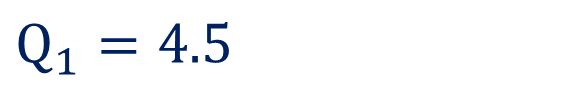 Q₁ = 4.5